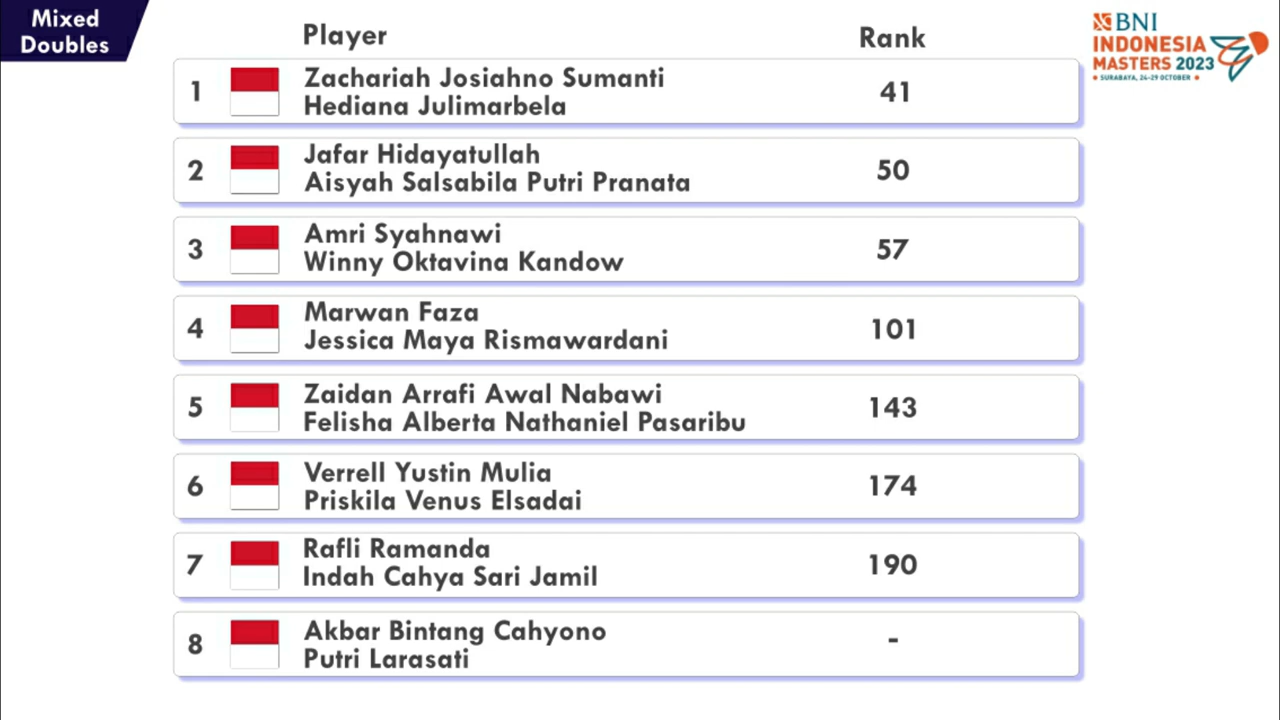 Mixed
Doubles
Player
Rank
BNI
INDONESIA
MASTERS 2023
• SURABAYA, 24-29 OCTOBER •
1
Zachariah Josiahno Sumanti
Hediana Julimarbela
41
2
Jafar Hidayatullah
Aisyah Salsabila Putri Pranata
50
3
Amri Syahnawi
Winny Oktavina Kandow
57
4
Marwan Faza
Jessica Maya Rismawardani
101
5
Zaidan Arrafi Awal Nabawi
Felisha Alberta Nathaniel Pasaribu
143
6
Verrell Yustin Mulia
Priskila Venus Elsadai
174
7
Rafli Ramanda
Indah Cahya Sari Jamil
190
8
Akbar Bintang Cahyono
Putri Larasati
-